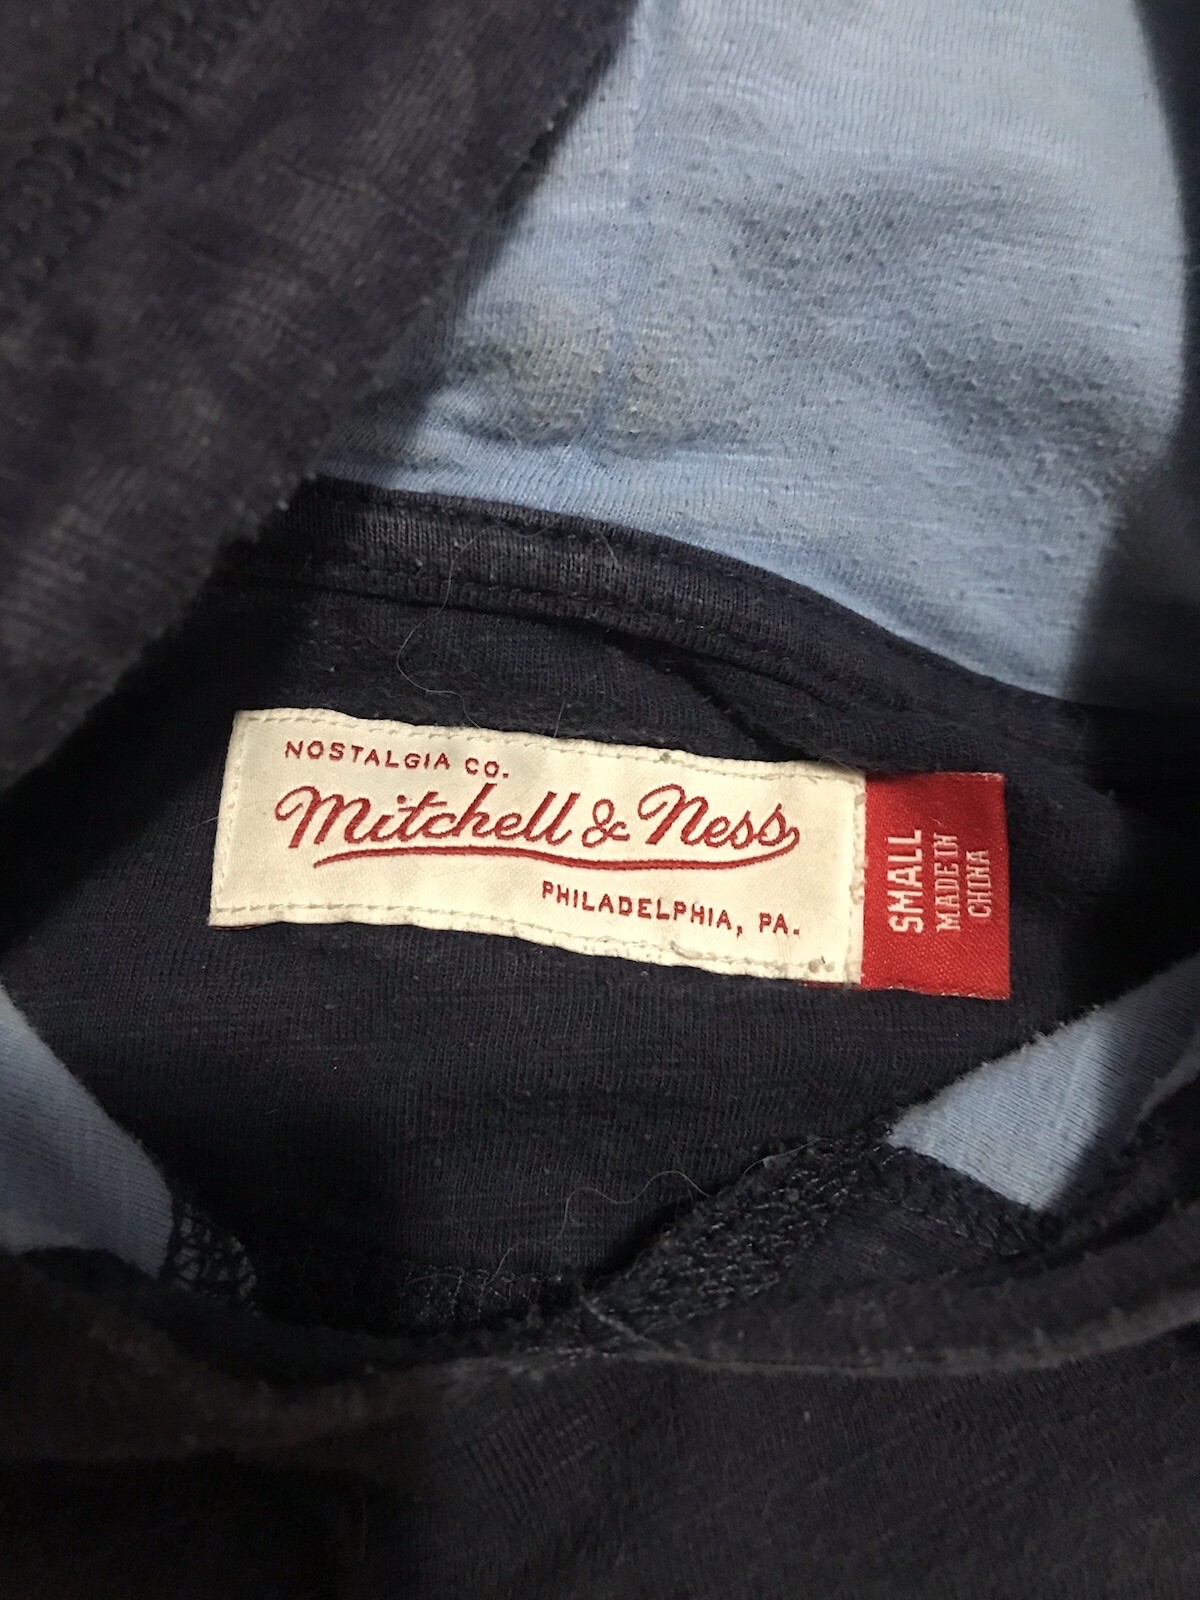 NOSTALGIA CO.
Mitchell & Ness
PHILADELPHIA, PA.
SMALL
MADE IN
CHINA